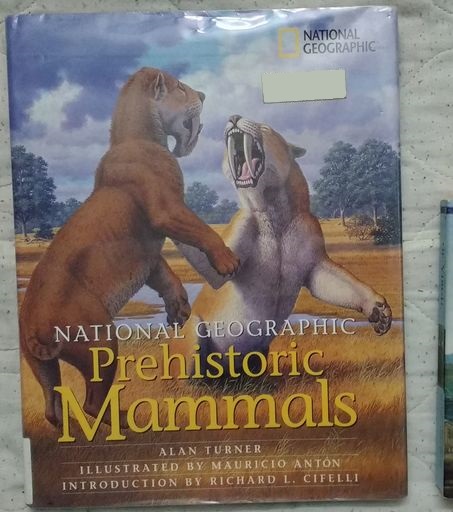 NATIONAL
GEOGRAPHIC
NATIONAL GEOGRAPHIC
Prehistoric
Mammals
ALAN TURNER
ILLUSTRATED BY MAURICIO ANTÓN
INTRODUCTION BY RICHARD L. CIFELLI